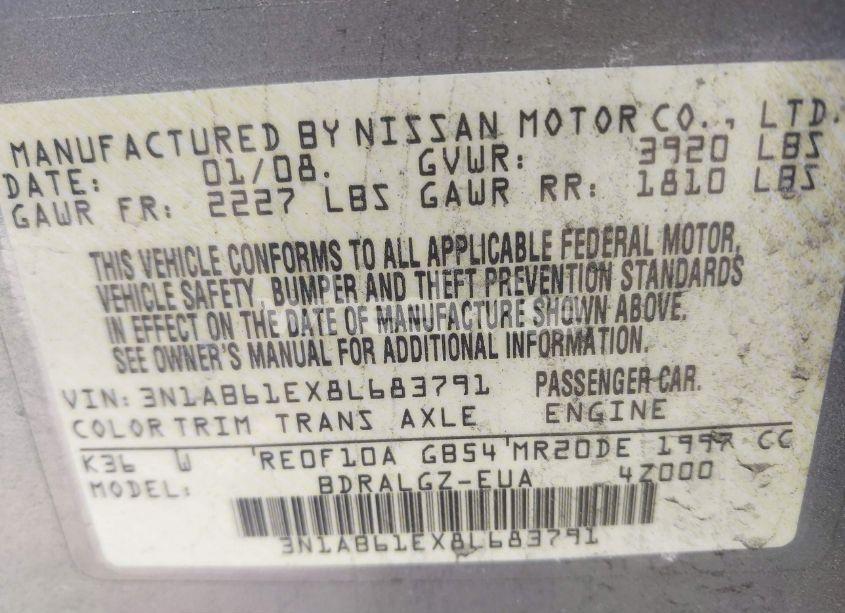 MANUFACTURED BY NISSAN MOTOR CO., LTD.
DATE: 01/08. GVWR: 3920 LBS
GAWR FR: 2227 LBS GAWR RR: 1810 LBS
THIS VEHICLE CONFORMS TO ALL APPLICABLE FEDERAL MOTOR,
VEHICLE SAFETY, BUMPER AND THEFT PREVENTION STANDARDS
IN EFFECT ON THE DATE OF MANUFACTURE SHOWN ABOVE.
SEE OWNER'S MANUAL FOR ADDITIONAL INFORMATION.
VIN: 3N1AB61EX8L683791 PASSENGER CAR.
COLOR TRIM TRANS AXLE ENGINE
K36 W 'RE0F10A GB54'MR20DE 1997 CC
MODEL: BDRALGZ-EUA 4Z000
3N1AB61EX8L683791